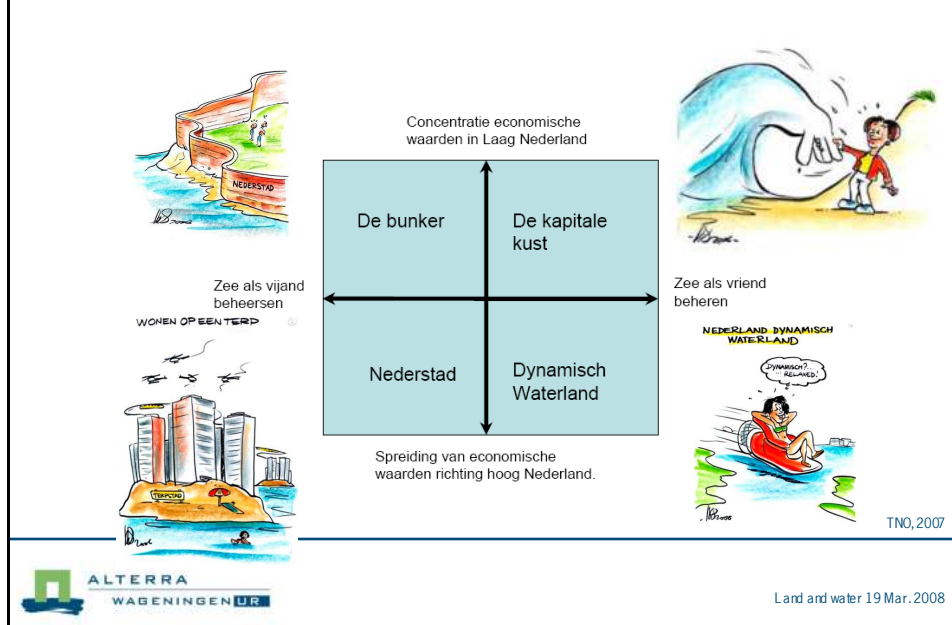 Concentratie economische
waarden in Laag Nederland
NEDERSTAD
De bunker
De kapitale
kust
Zee als vijand
beheersen
Zee als vriend
beheren
WONEN OP EEN TERP
NEDERLAND DYNAMISCH
WATERLAND
DYNAMISCH?..
..RELAXED!
Nederstad
Dynamisch
Waterland
TERPSTAD
Spreiding van economische
waarden richting hoog Nederland.
TNO, 2007
ALTERRA
WAGENINGEN UR
Land and water 19 Mar. 2008